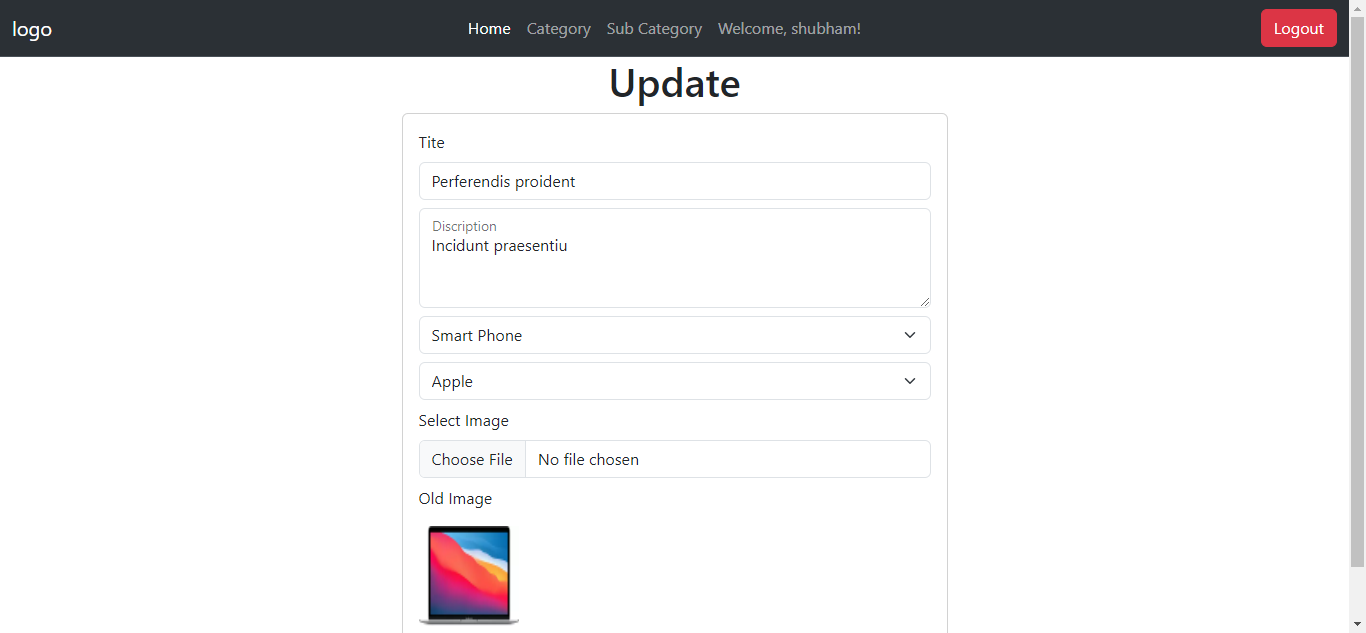 logo
Home Category Sub Category Welcome, shubham!
Logout
Update
Tite
Perferendis proident
Discription
Incidunt praesentiu
Smart Phone
Apple
Select Image
Choose File No file chosen
Old Image